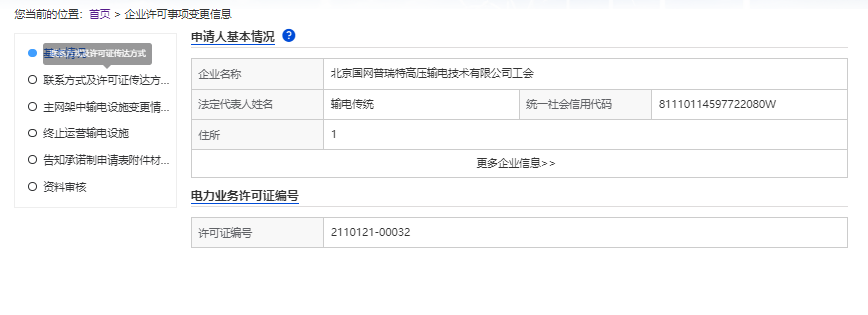 您当前的位置：首页 > 企业许可事项变更信息
基本情况
联系方式及许可证传达方式
联系方式及许可证传达方...
主网架中输电设施变更情...
终止运营输电设施
告知承诺制申请表附件材...
资料审核
申请人基本情况 ?
企业名称 北京国网普瑞特高压输电技术有限公司工会
法定代表人姓名 输电传统 统一社会信用代码 81110114597722080W
住所 1
更多企业信息>>
电力业务许可证编号
许可证编号 2110121-00032